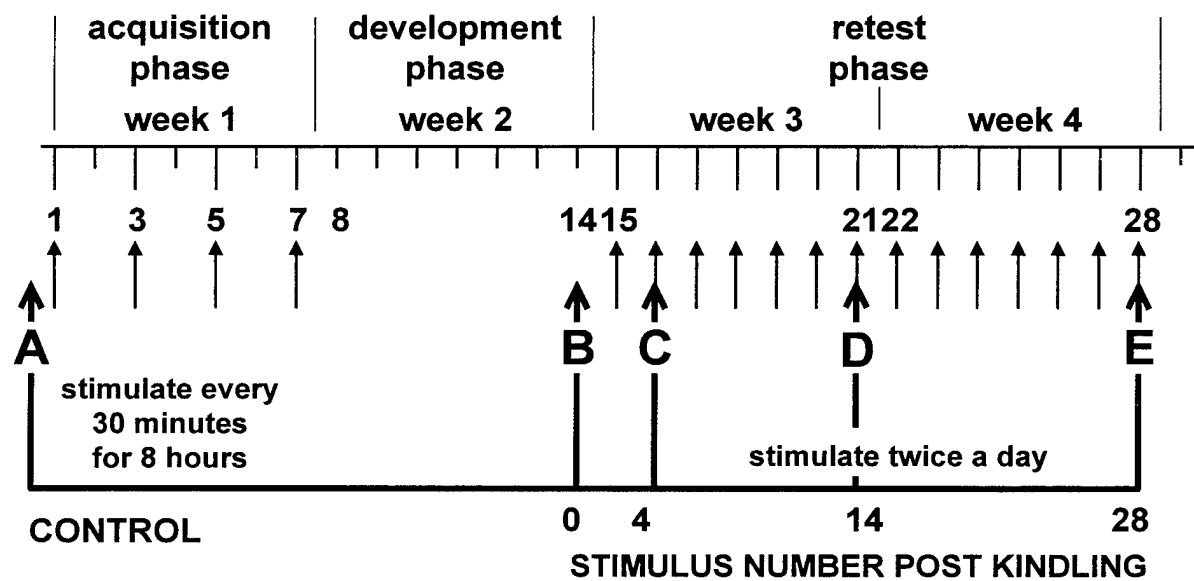 acquisition phase
development phase
retest phase
week 1
week 2
week 3
week 4
1 3 5 7 8 14 15 21 22 28
A B C D E
stimulate every
30 minutes
for 8 hours
stimulate twice a day
CONTROL
0 4 14 28
STIMULUS NUMBER POST KINDLING